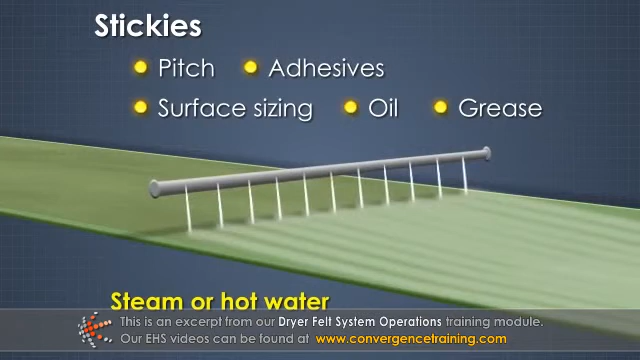 Stickies
Pitch Adhesives
Surface sizing Oil Grease
Steam or hot water
This is an excerpt from our Dryer Felt System Operations training module.
Our EHS videos can be found at www.convergencetraining.com